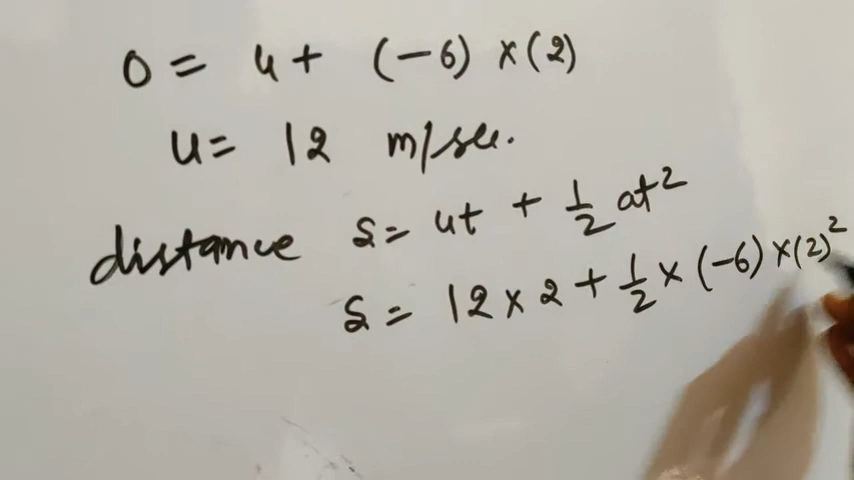 0 = u + (-6) × (2)
u = 12 m/sec.
distance s = ut + 1/2 at²
s = 12 × 2 + 1/2 × (-6) × (2)²